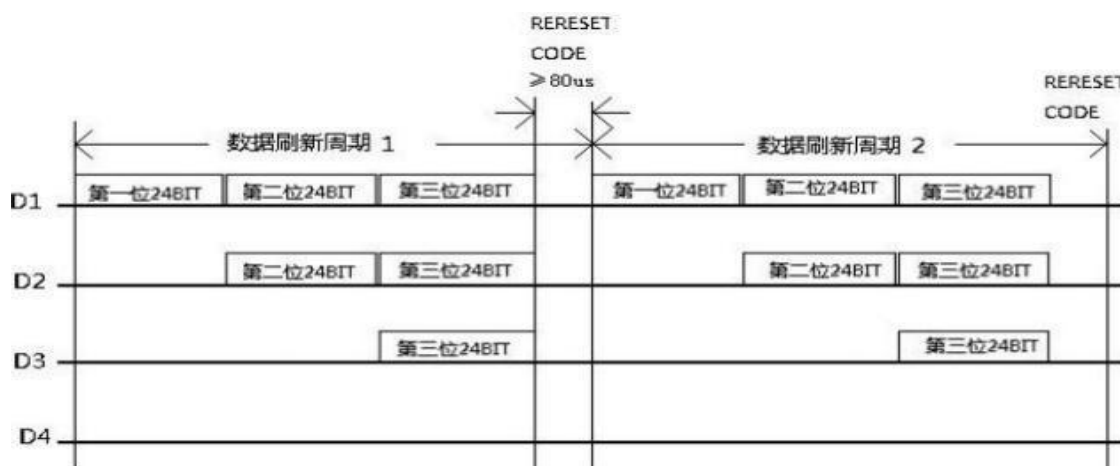 RERESET
CODE
≥80us
RERESET
CODE
数据刷新周期 1
数据刷新周期 2
D1 第一位24BIT 第二位24BIT 第三位24BIT 第一位24BIT 第二位24BIT 第三位24BIT
D2 第二位24BIT 第三位24BIT 第二位24BIT 第三位24BIT
D3 第三位24BIT 第三位24BIT
D4